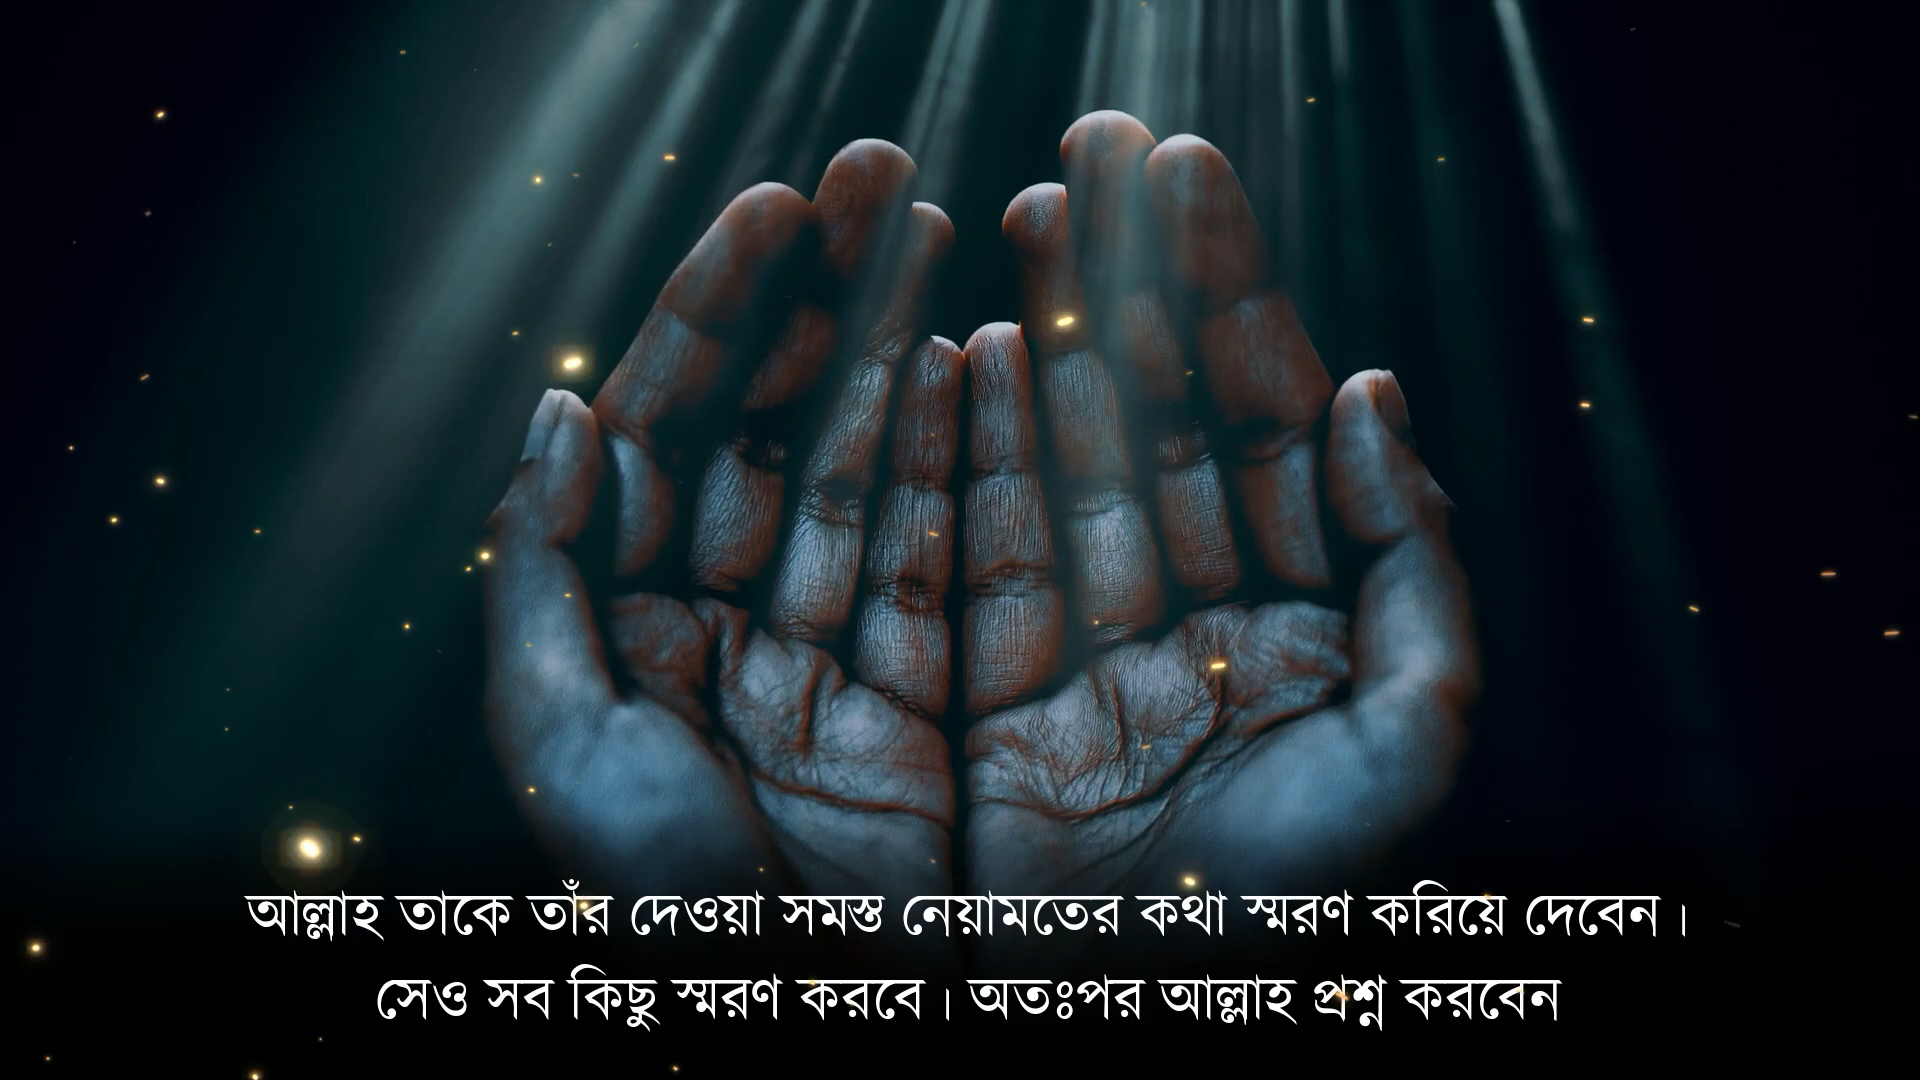 আল্লাহ তাকে তাঁর দেওয়া সমস্ত নেয়ামতের কথা স্মরণ করিয়ে দেবেন।
সেও সব কিছু স্মরণ করবে। অতঃপর আল্লাহ প্রশ্ন করবেন